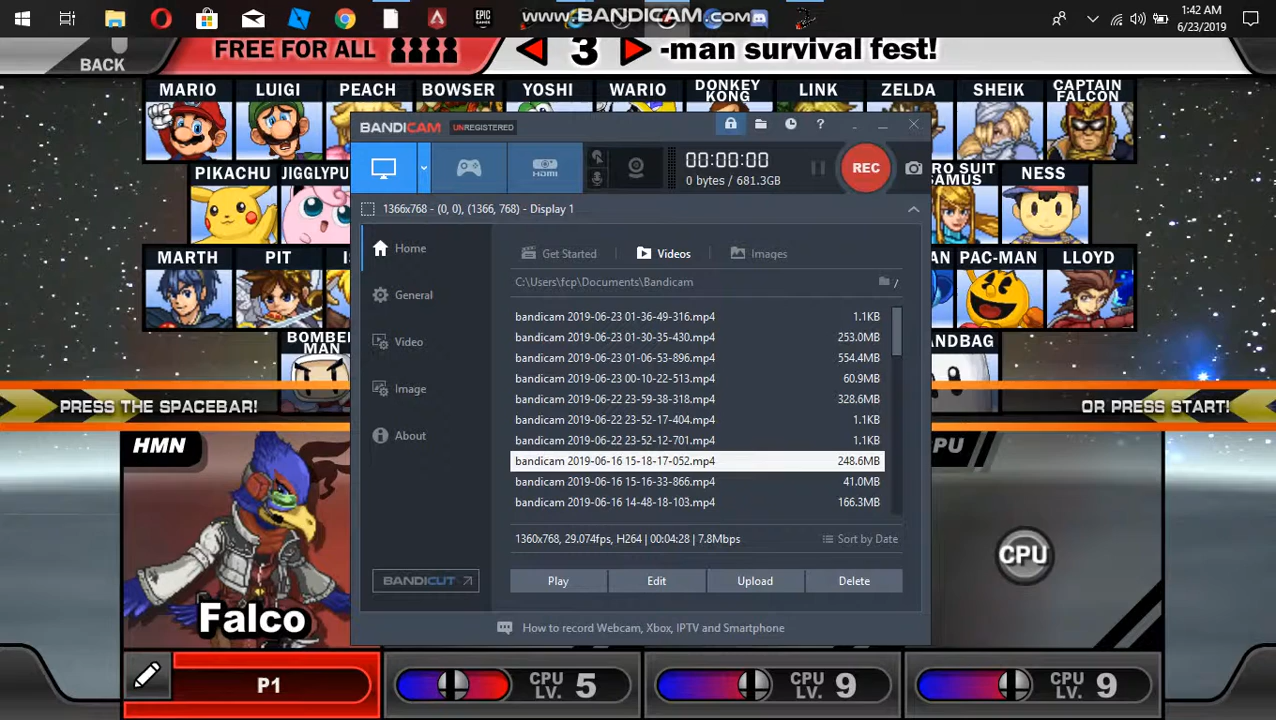 www.BANDICAM.com
1:42 AM
6/23/2019
EPIC
GAMES
BACK
FREE FOR ALL
3
-man survival fest!
MARIO
LUIGI
PEACH
BOWSER
YOSHI
WARIO
DONKEY
KONG
LINK
ZELDA
SHEIK
CAPTAIN
FALCON
BANDICAM UNREGISTERED
HDMI
00:00:00
0 bytes / 681.3GB
REC
PIKACHU
JIGGLYPU
RO SUIT
SAMUS
NESS
1366x768 - (0, 0), (1366, 768) - Display 1
Home
General
Video
Image
About
Get Started
Videos
Images
C:\Users\fcp\Documents\Bandicam
/
MARTH
PIT
PAC-MAN
LLOYD
bandicam 2019-06-23 01-36-49-316.mp4 1.1KB
bandicam 2019-06-23 01-30-35-430.mp4 253.0MB
bandicam 2019-06-23 01-06-53-896.mp4 554.4MB
bandicam 2019-06-23 00-10-22-513.mp4 60.9MB
bandicam 2019-06-22 23-59-38-318.mp4 328.6MB
bandicam 2019-06-22 23-52-17-404.mp4 1.1KB
bandicam 2019-06-22 23-52-12-701.mp4 1.1KB
bandicam 2019-06-16 15-18-17-052.mp4 248.6MB
bandicam 2019-06-16 15-16-33-866.mp4 41.0MB
bandicam 2019-06-16 14-48-18-103.mp4 166.3MB
BOMBER
MAN
ANDBAG
PRESS THE SPACEBAR!
OR PRESS START!
1360x768, 29.074fps, H264 | 00:04:28 | 7.8Mbps
Sort by Date
BANDICUT
Play
Edit
Upload
Delete
How to record Webcam, Xbox, IPTV and Smartphone
HMN
Falco
PU
CPU
P1
CPU
LV. 5
CPU
LV. 9
CPU
LV. 9